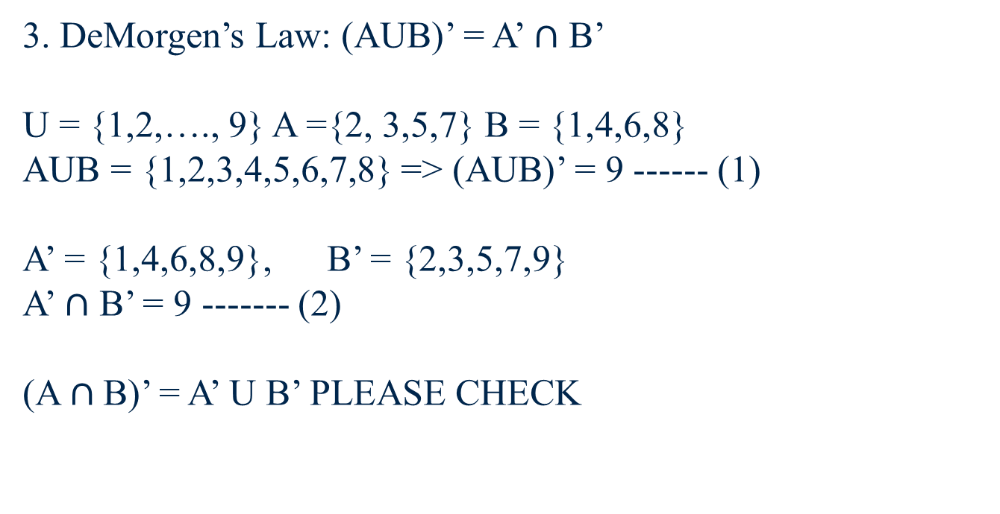 3. DeMorgen’s Law: (AUB)’ = A’ ∩ B’
U = {1,2,…., 9} A ={2, 3,5,7} B = {1,4,6,8}
AUB = {1,2,3,4,5,6,7,8} => (AUB)’ = 9 ------ (1)
A’ = {1,4,6,8,9}, B’ = {2,3,5,7,9}
A’ ∩ B’ = 9 ------- (2)
(A ∩ B)’ = A’ U B’ PLEASE CHECK